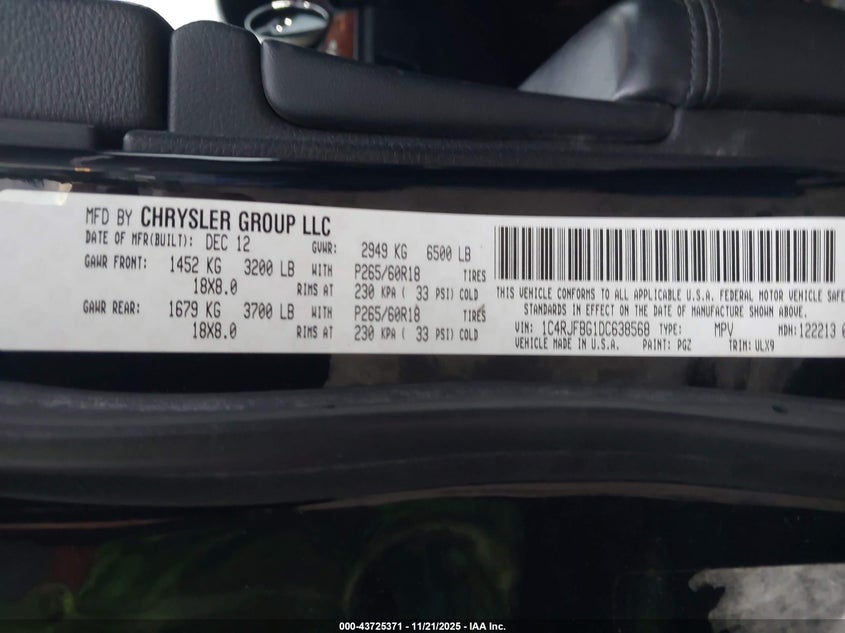 MFD BY CHRYSLER GROUP LLC
DATE OF MFR(BUILT): DEC 12 GVWR: 2949 KG 6500 LB
GAWR FRONT: 1452 KG 3200 LB WITH P265/60R18 TIRES
18X8.0 RIMS AT 230 KPA ( 33 PSI) COLD
GAWR REAR: 1679 KG 3700 LB WITH P265/60R18 TIRES
18X8.0 RIMS AT 230 KPA ( 33 PSI) COLD
THIS VEHICLE CONFORMS TO ALL APPLICABLE U.S.A. FEDERAL MOTOR VEHICLE SAFE
STANDARDS IN EFFECT ON THE DATE OF MANUFACTURE SHOWN ABOVE.
VIN: 1C4RJFBG1DC638568 TYPE: MPV MDH:122213 0
VEHICLE MADE IN U.S.A. PAINT: PGZ TRIM: ULX9
000-43725371 - 11/21/2025 - IAA Inc.